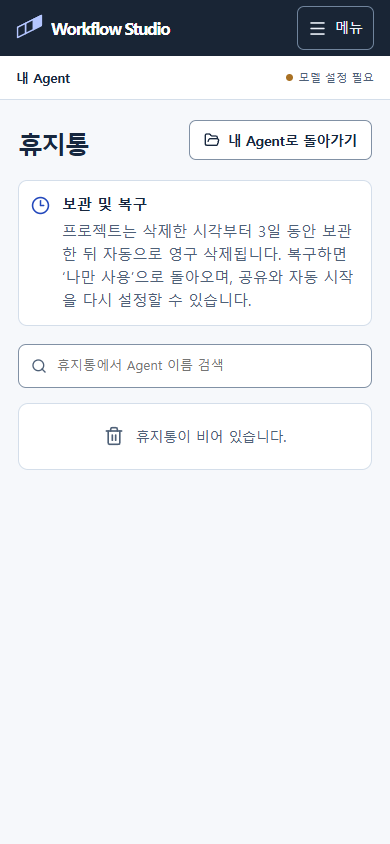 Workflow Studio
메뉴
내 Agent
모델 설정 필요
휴지통
내 Agent로 돌아가기
보관 및 복구
프로젝트는 삭제한 시각부터 3일 동안 보관
한 뒤 자동으로 영구 삭제됩니다. 복구하면
‘나만 사용’으로 돌아오며, 공유와 자동 시작
을 다시 설정할 수 있습니다.
휴지통에서 Agent 이름 검색
휴지통이 비어 있습니다.